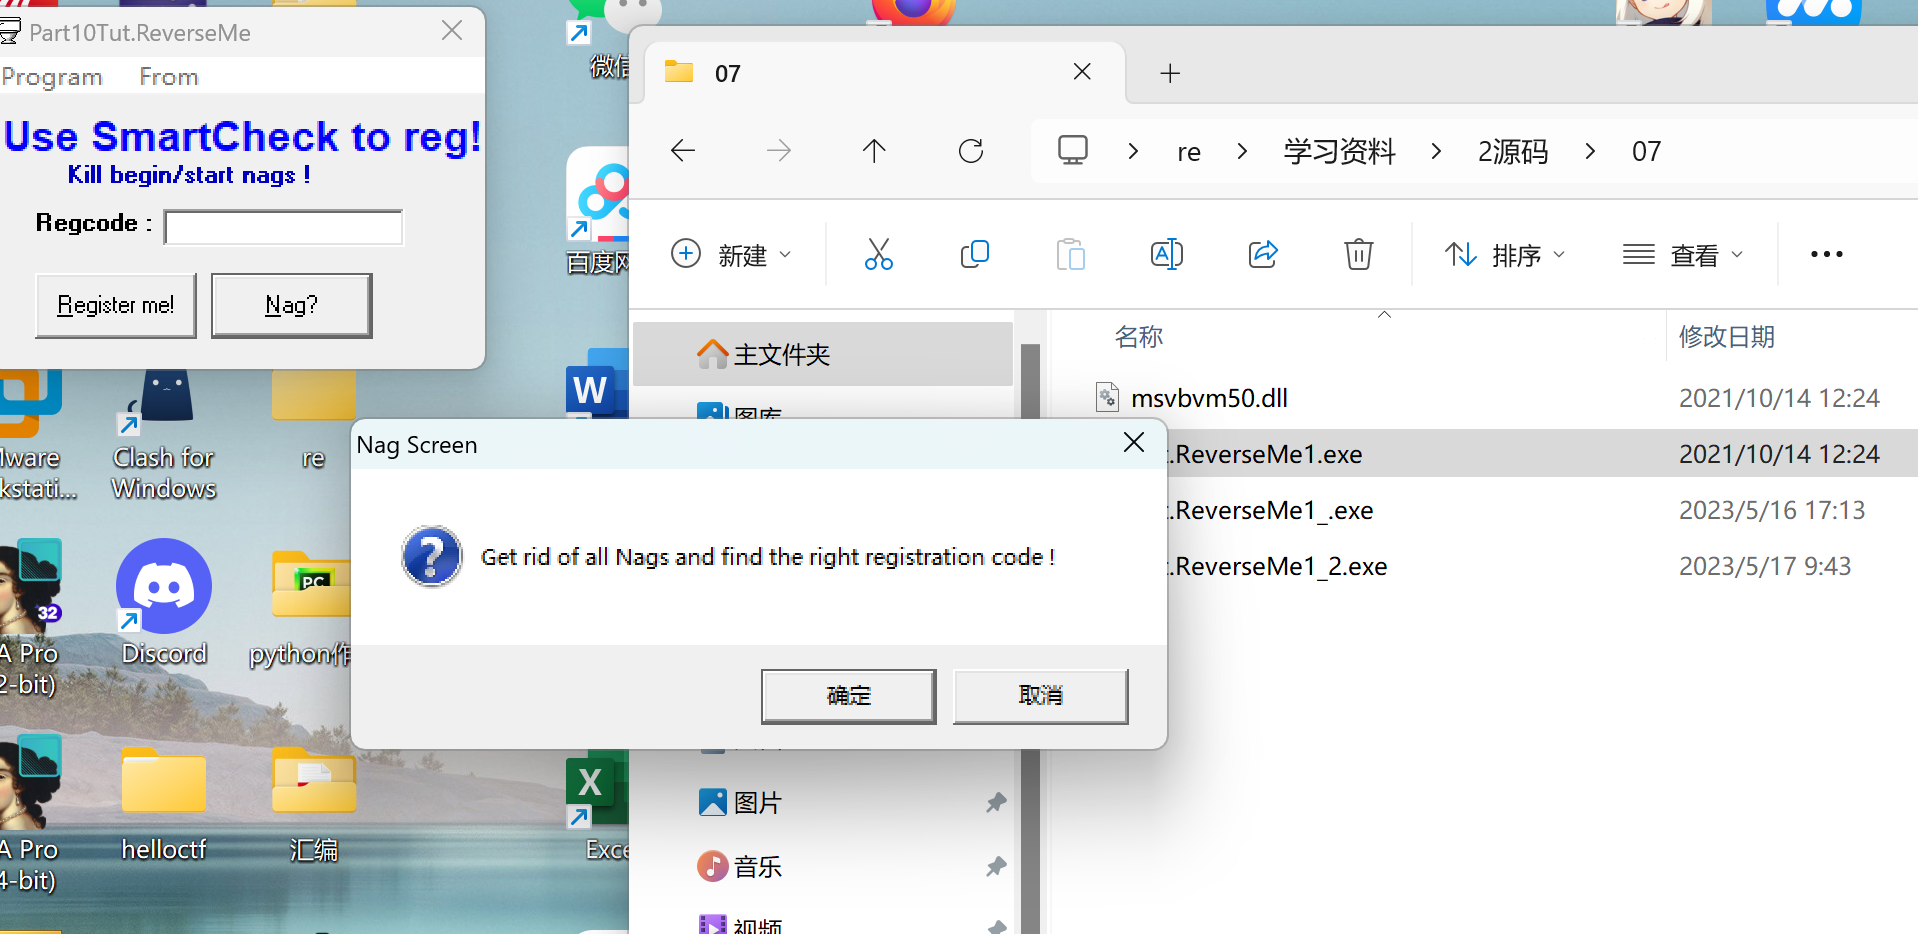 Part10Tut.ReverseMe
Program From
Use SmartCheck to reg!
Kill begin/start nags !
Regcode :
Register me!
Nag?
微信
百度网
W
Clash for
Windows
re
32
Discord
PC
python作
A Pro
2-bit)
A Pro
4-bit)
helloctf
汇编
X
Exce
07
re
学习资料
2源码
07
新建
A
排序
查看
主文件夹
图库
图片
音乐
视频
名称
修改日期
msvbvm50.dll
2021/10/14 12:24
.ReverseMe1.exe
2021/10/14 12:24
.ReverseMe1_.exe
2023/5/16 17:13
.ReverseMe1_2.exe
2023/5/17 9:43
Nag Screen
Get rid of all Nags and find the right registration code !
确定
取消